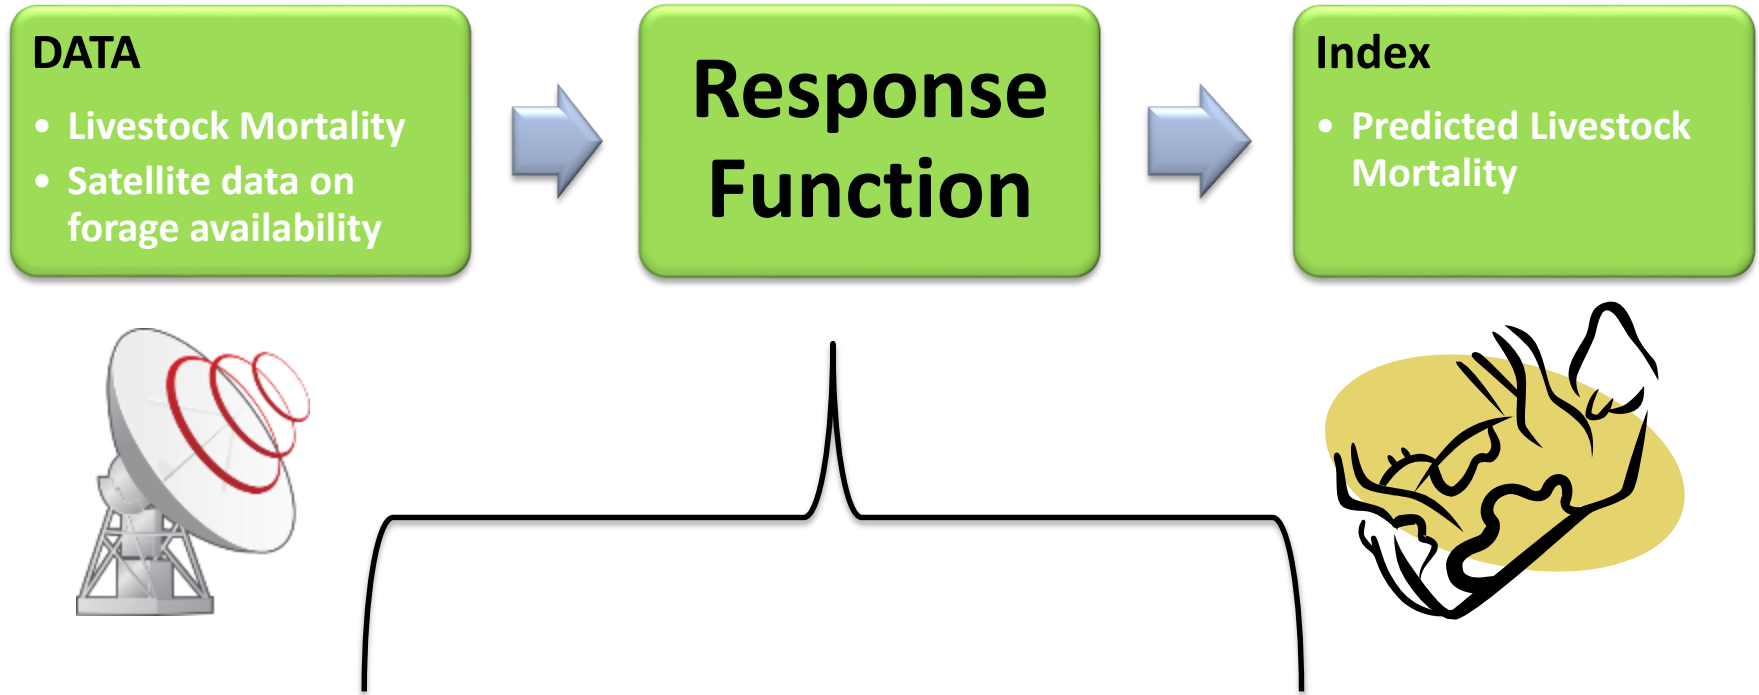 DATA
• Livestock Mortality
• Satellite data on
forage availability
Response
Function
Index
• Predicted Livestock
Mortality